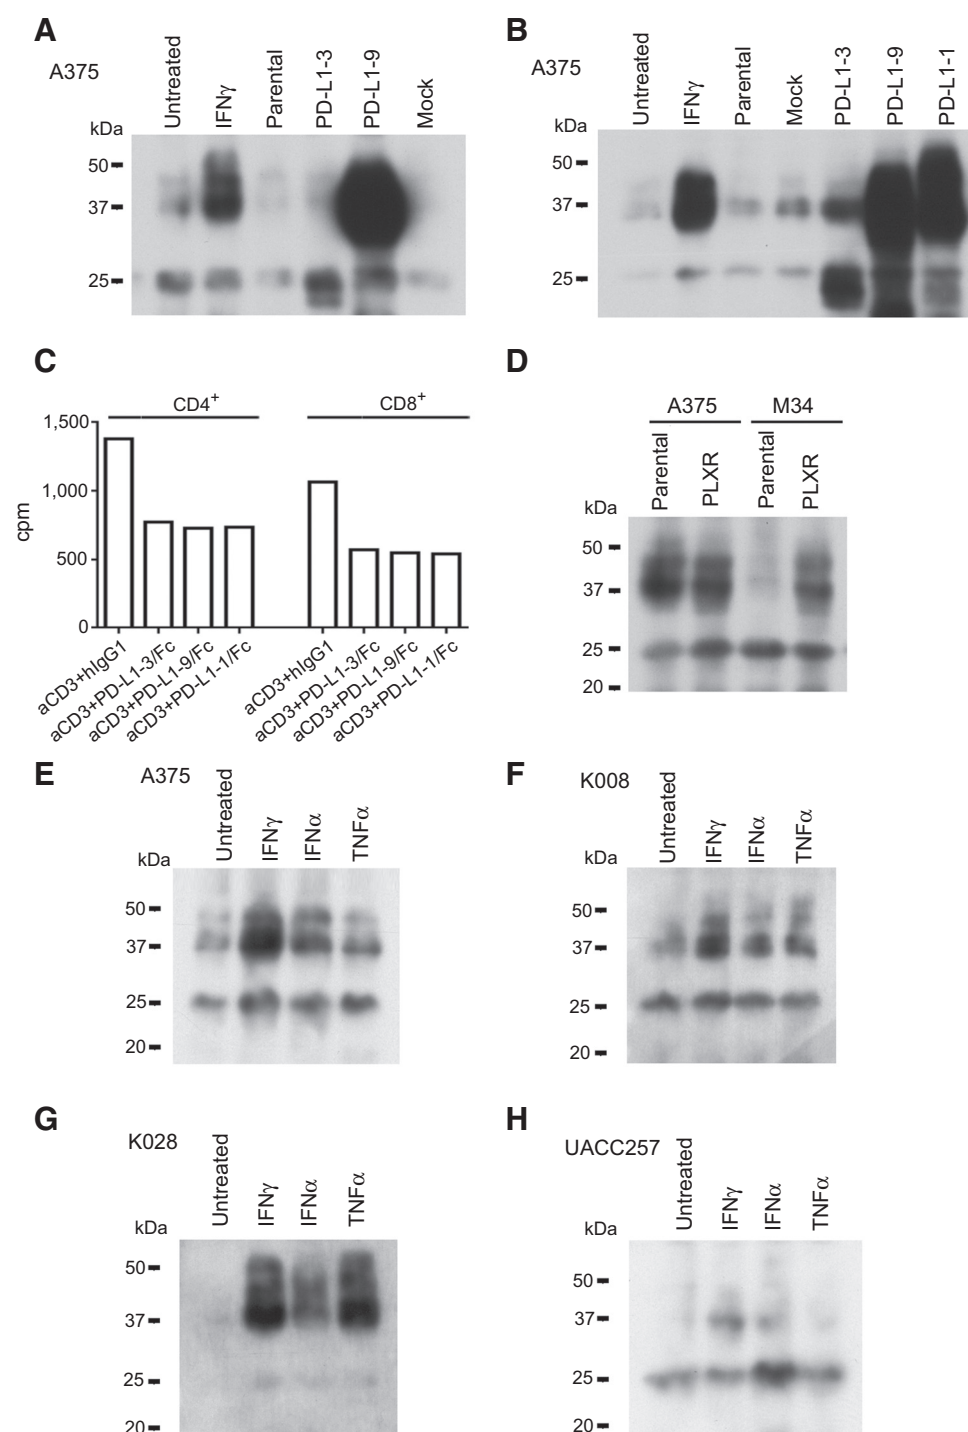 A
A375
Untreated
IFNγ
Parental
PD-L1-3
PD-L1-9
Mock
kDa
50
37
25
B
A375
Untreated
IFNγ
Parental
Mock
PD-L1-3
PD-L1-9
PD-L1-1
kDa
50
37
25
C
CD4+
CD8+
1,500
1,000
500
0
cpm
aCD3+hIgG1
aCD3+PD-L1-3/Fc
aCD3+PD-L1-9/Fc
aCD3+PD-L1-1/Fc
aCD3+hIgG1
aCD3+PD-L1-3/Fc
aCD3+PD-L1-9/Fc
aCD3+PD-L1-1/Fc
D
A375
M34
Parental
PLXR
Parental
PLXR
kDa
50
37
25
20
E
A375
Untreated
IFNγ
IFNα
TNFα
kDa
50
37
25
20
F
K008
Untreated
IFNγ
IFNα
TNFα
kDa
50
37
25
20
G
K028
Untreated
IFNγ
IFNα
TNFα
kDa
50
37
25
20
H
UACC257
Untreated
IFNγ
IFNα
TNFα
kDa
50
37
25
20